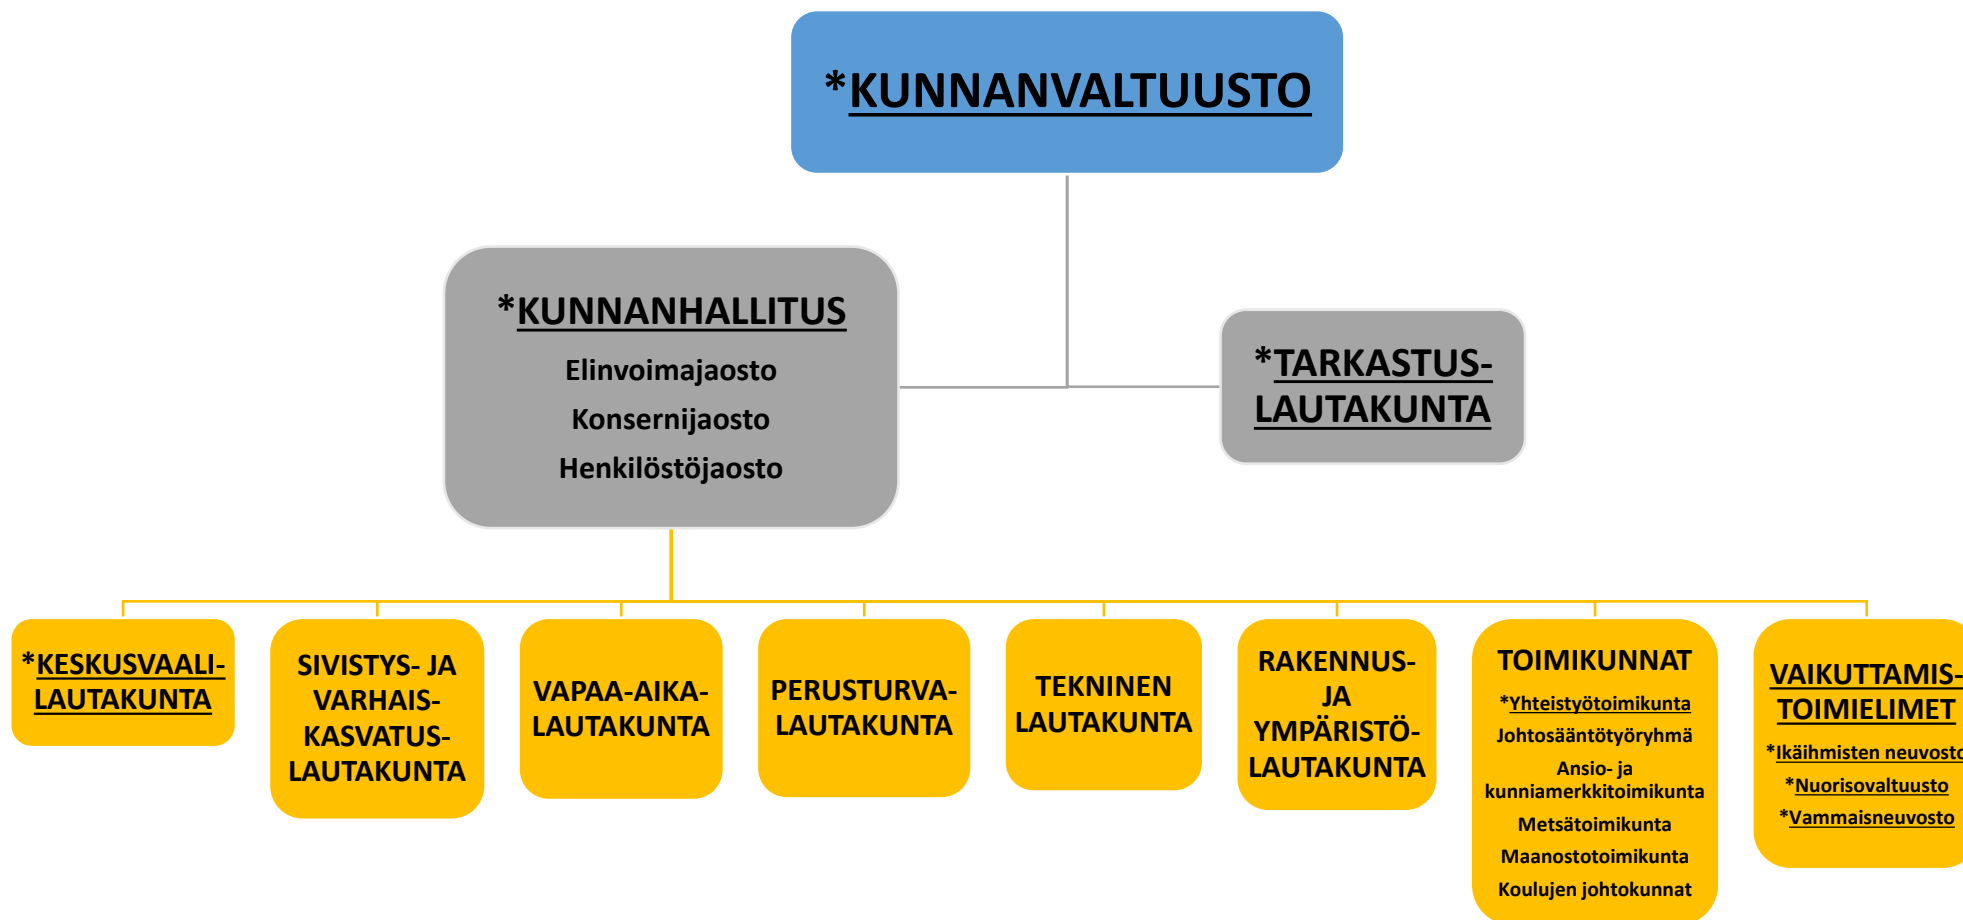 *KUNNANVALTUUSTO
*KUNNANHALLITUS
Elinvoimajaosto
Konsernijaosto
Henkilöstöjaosto
*TARKASTUS-
LAUTAKUNTA
*KESKUSVAALI-
LAUTAKUNTA
SIVISTYS- JA
VARHAIS-
KASVATUS-
LAUTAKUNTA
VAPAA-AIKA-
LAUTAKUNTA
PERUSTURVA-
LAUTAKUNTA
TEKNINEN
LAUTAKUNTA
RAKENNUS-
JA
YMPÄRISTÖ-
LAUTAKUNTA
TOIMIKUNNAT
*Yhteistyötoimikunta
Johtosääntötyöryhmä
Ansio- ja
kunniamerkkitoimikunta
Metsätoimikunta
Maanostotoimikunta
Koulujen johtokunnat
VAIKUTTAMIS-
TOIMIELIMET
*Ikäihmisten neuvosto
*Nuorisovaltuusto
*Vammaisneuvosto